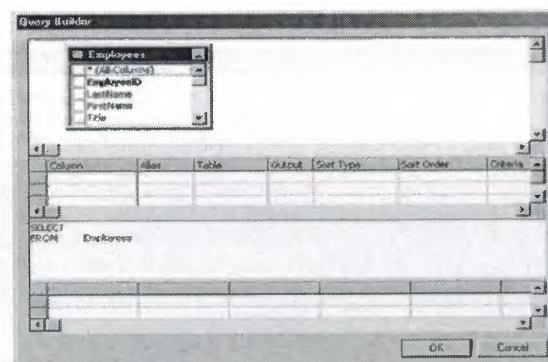 Query Builder
Employees
* (All Columns)
EmployeeID
LastName
FirstName
Title
Column Alias Table Output Sort Type Sort Order Criteria
SELECT
FROM Employees
OK Cancel